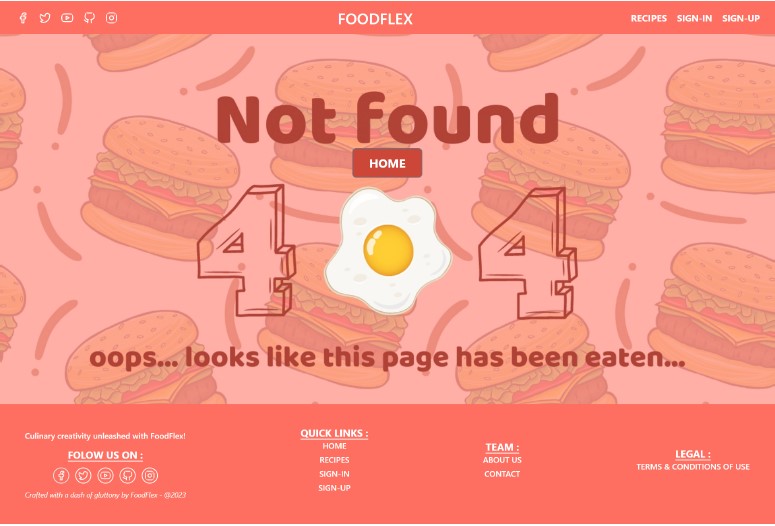 FOODFLEX
RECIPES SIGN-IN SIGN-UP
Not found
HOME
4 4
oops... looks like this page has been eaten...
Culinary creativity unleashed with FoodFlex!
FOLOW US ON :
Crafted with a dash of gluttony by FoodFlex - @2023
QUICK LINKS :
HOME
RECIPES
SIGN-IN
SIGN-UP
TEAM :
ABOUT US
CONTACT
LEGAL :
TERMS & CONDITIONS OF USE